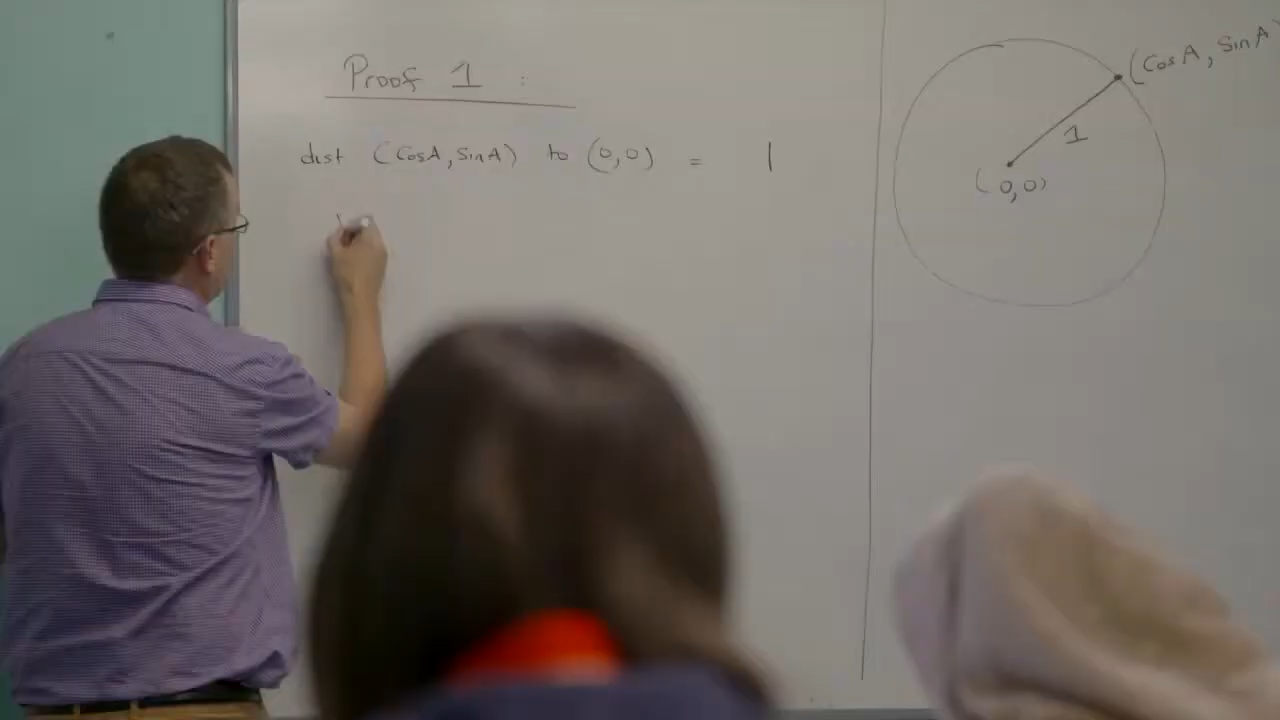 Proof 1 :
dist (CosA, SinA) to (0,0) = 1
(CosA, SinA)
1
(0,0)